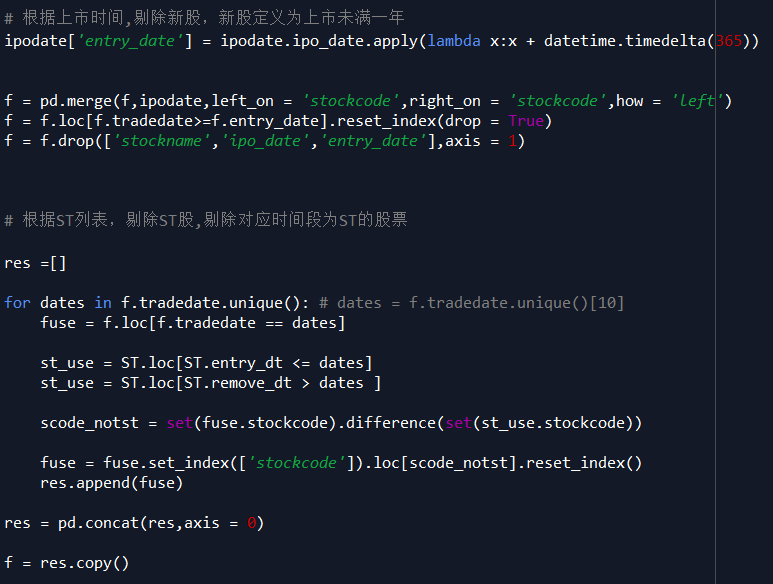 # 根据上市时间,剔除新股，新股定义为上市未满一年
ipodate['entry_date'] = ipodate.ipo_date.apply(lambda x:x + datetime.timedelta(365))
f = pd.merge(f,ipodate,left_on = 'stockcode',right_on = 'stockcode',how = 'left')
f = f.loc[f.tradedate>=f.entry_date].reset_index(drop = True)
f = f.drop(['stockname','ipo_date','entry_date'],axis = 1)
# 根据ST列表，剔除ST股,剔除对应时间段为ST的股票
res =[]
for dates in f.tradedate.unique(): # dates = f.tradedate.unique()[10]
    fuse = f.loc[f.tradedate == dates]
    st_use = ST.loc[ST.entry_dt <= dates]
    st_use = ST.loc[ST.remove_dt > dates ]
    scode_notst = set(fuse.stockcode).difference(set(st_use.stockcode))
    fuse = fuse.set_index(['stockcode']).loc[scode_notst].reset_index()
    res.append(fuse)
res = pd.concat(res,axis = 0)
f = res.copy()